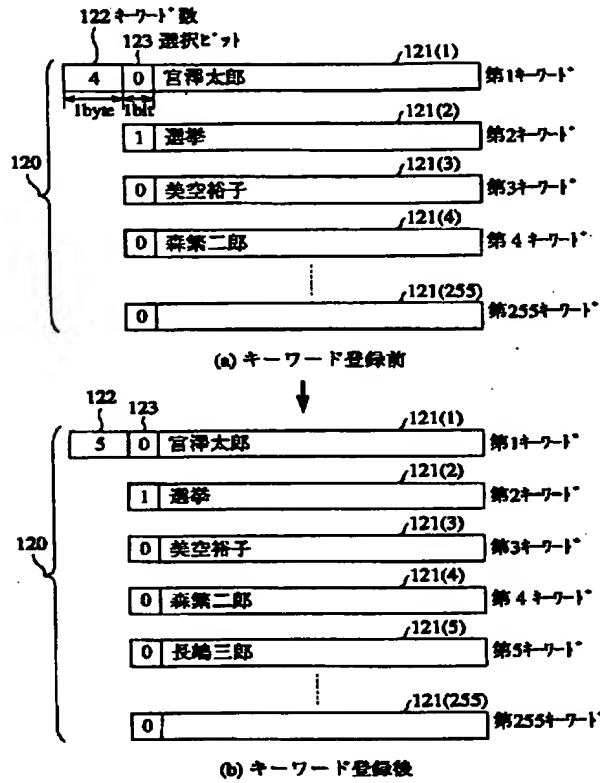 122 キーワード数
123 選択ビット
121(1)
4 0 宮澤太郎 第1キーワード
1byte 1bit
121(2)
1 選挙 第2キーワード
120
121(3)
0 美空裕子 第3キーワード
121(4)
0 森繁二郎 第4キーワード
121(255)
0 第255キーワード
(a) キーワード登録前
122 123
121(1)
5 0 宮澤太郎 第1キーワード
121(2)
1 選挙 第2キーワード
120
121(3)
0 美空裕子 第3キーワード
121(4)
0 森繁二郎 第4キーワード
121(5)
0 長嶋三郎 第5キーワード
121(255)
0 第255キーワード
(b) キーワード登録後